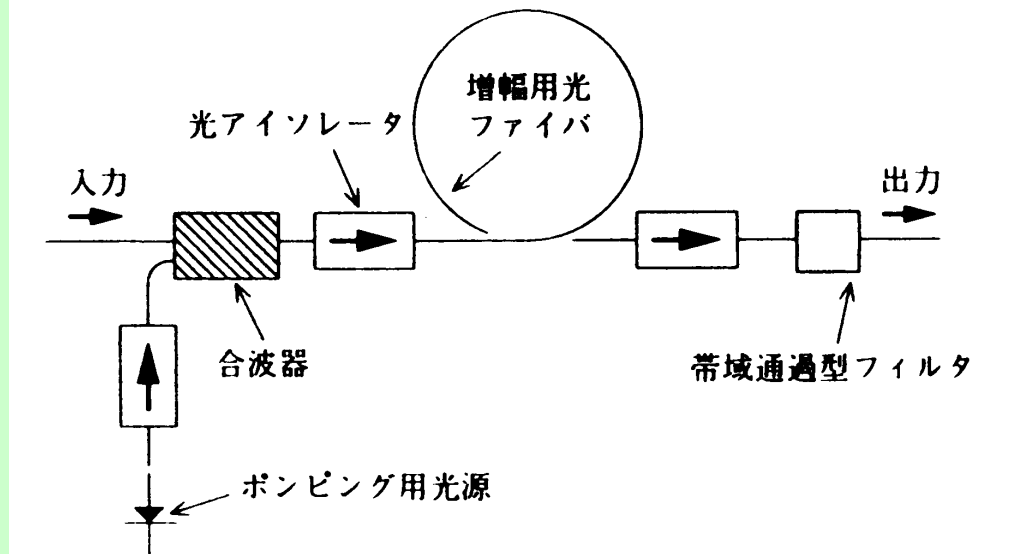 増幅用光
ファイバ
光アイソレータ
入力
出力
合波器
帯域通過型フィルタ
ポンピング用光源